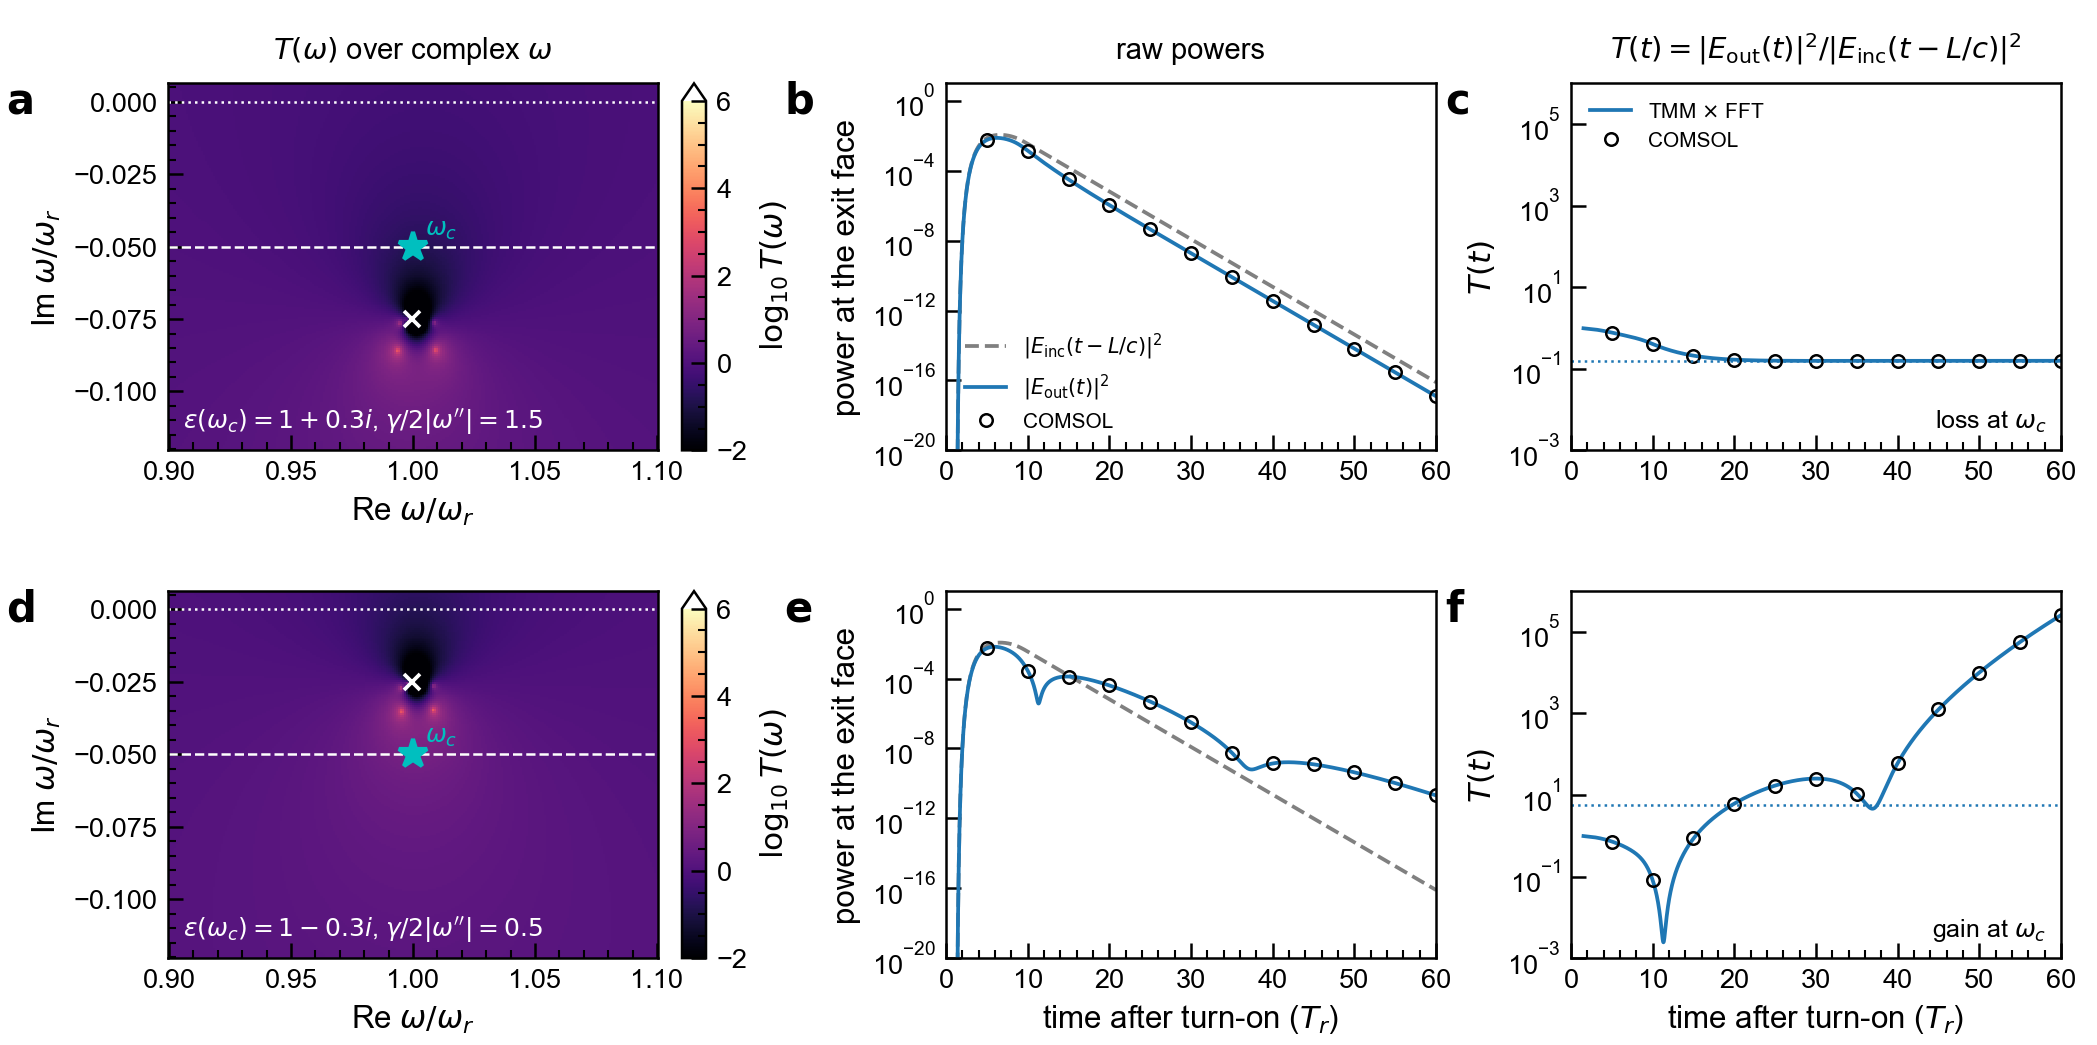 T(ω) over complex ω
a
0.000
−0.025
−0.050
−0.075
−0.100
Im ω/ω_r
ω_c
ε(ω_c) = 1 + 0.3i, γ/2|ω″| = 1.5
0.90 0.95 1.00 1.05 1.10
Re ω/ω_r
6
4
2
0
−2
log₁₀ T(ω)
raw powers
b
10⁰
10⁻⁴
10⁻⁸
10⁻¹²
10⁻¹⁶
10⁻²⁰
power at the exit face
|E_inc(t − L/c)|²
|E_out(t)|²
COMSOL
0 10 20 30 40 50 60
T(t) = |E_out(t)|²/|E_inc(t − L/c)|²
c
10⁵
10³
10¹
10⁻¹
10⁻³
T(t)
TMM × FFT
COMSOL
loss at ω_c
0 10 20 30 40 50 60
d
0.000
−0.025
−0.050
−0.075
−0.100
Im ω/ω_r
ω_c
ε(ω_c) = 1 − 0.3i, γ/2|ω″| = 0.5
0.90 0.95 1.00 1.05 1.10
Re ω/ω_r
6
4
2
0
−2
log₁₀ T(ω)
e
10⁰
10⁻⁴
10⁻�8
10⁻¹²
10⁻¹⁶
10⁻²⁰
power at the exit face
0 10 20 30 40 50 60
time after turn-on (T_r)
f
10⁵
10³
10¹
10⁻¹
10⁻³
T(t)
gain at ω_c
0 10 20 30 40 50 60
time after turn-on (T_r)